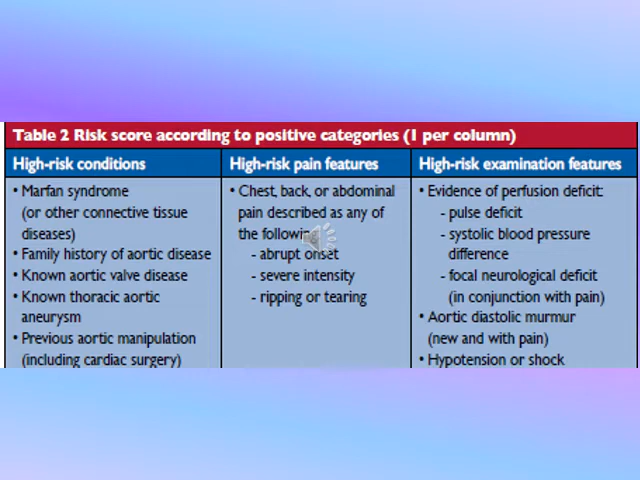 Table 2 Risk score according to positive categories (1 per column)
High-risk conditions
• Marfan syndrome
(or other connective tissue
diseases)
• Family history of aortic disease
• Known aortic valve disease
• Known thoracic aortic
aneurysm
• Previous aortic manipulation
(including cardiac surgery)
High-risk pain features
• Chest, back, or abdominal
pain described as any of
the following
- abrupt onset
- severe intensity
- ripping or tearing
High-risk examination features
• Evidence of perfusion deficit:
- pulse deficit
- systolic blood pressure
difference
- focal neurological deficit
(in conjunction with pain)
• Aortic diastolic murmur
(new and with pain)
• Hypotension or shock